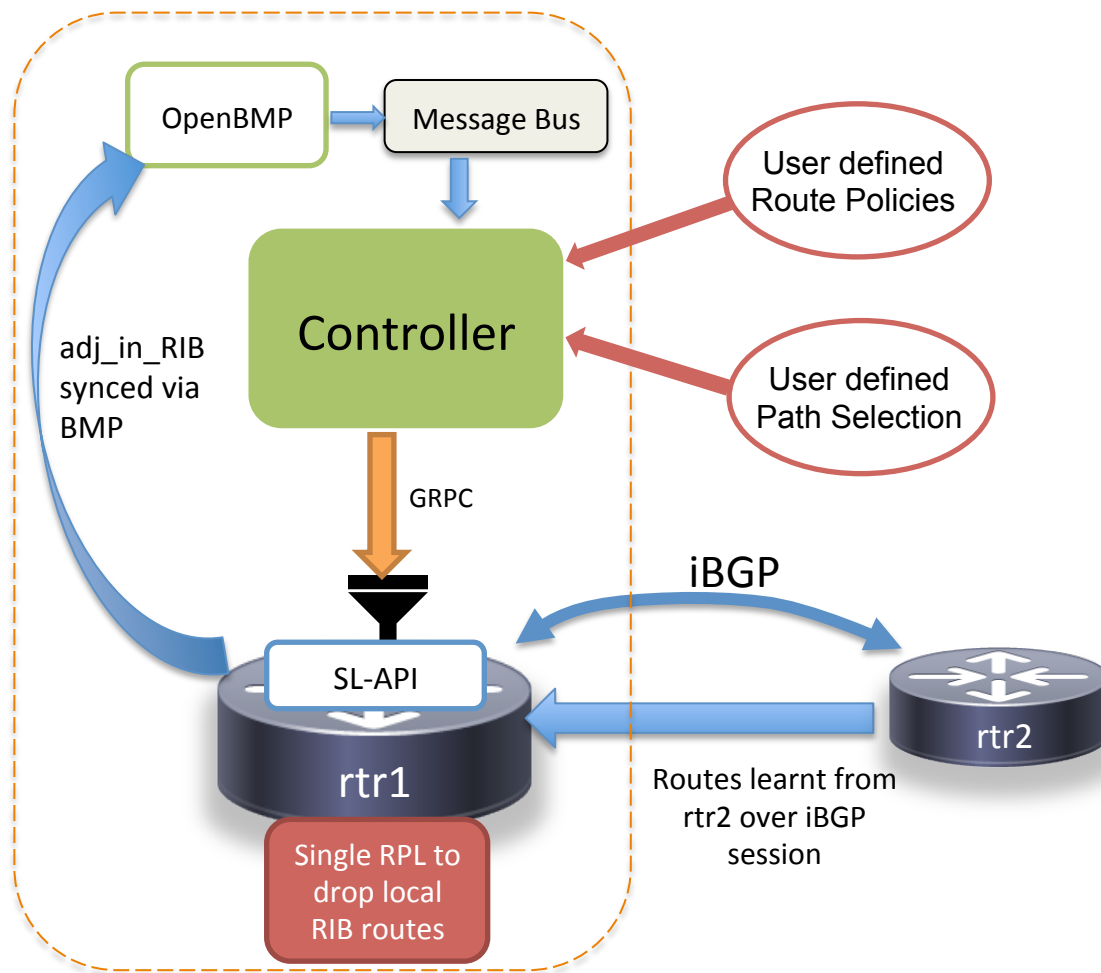 OpenBMP
Message Bus
User defined
Route Policies
Controller
adj_in_RIB
synced via
BMP
User defined
Path Selection
GRPC
iBGP
SL-API
rtr1
rtr2
Routes learnt from
rtr2 over iBGP
session
Single RPL to
drop local
RIB routes